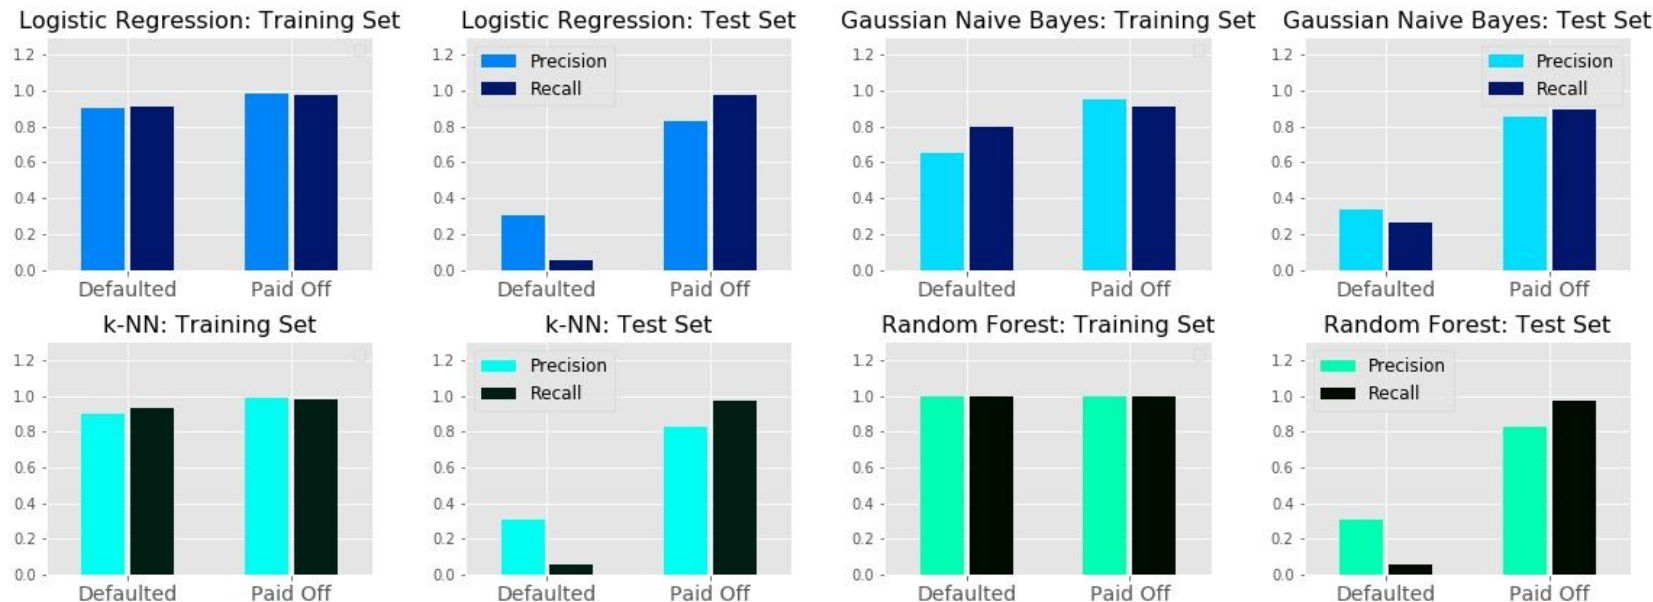 Logistic Regression: Training Set
1.2
1.0
0.8
0.6
0.4
0.2
0.0
Defaulted
Paid Off
Logistic Regression: Test Set
1.2
1.0
0.8
0.6
0.4
0.2
0.0
Precision
Recall
Defaulted
Paid Off
Gaussian Naive Bayes: Training Set
1.2
1.0
0.8
0.6
0.4
0.2
0.0
Defaulted
Paid Off
Gaussian Naive Bayes: Test Set
1.2
1.0
0.8
0.6
0.4
0.2
0.0
Precision
Recall
Defaulted
Paid Off
k-NN: Training Set
1.2
1.0
0.8
0.6
0.4
0.2
0.0
Defaulted
Paid Off
k-NN: Test Set
1.2
1.0
0.8
0.6
0.4
0.2
0.0
Precision
Recall
Defaulted
Paid Off
Random Forest: Training Set
1.2
1.0
0.8
0.6
0.4
0.2
0.0
Defaulted
Paid Off
Random Forest: Test Set
1.2
1.0
0.8
0.6
0.4
0.2
0.0
Precision
Recall
Defaulted
Paid Off